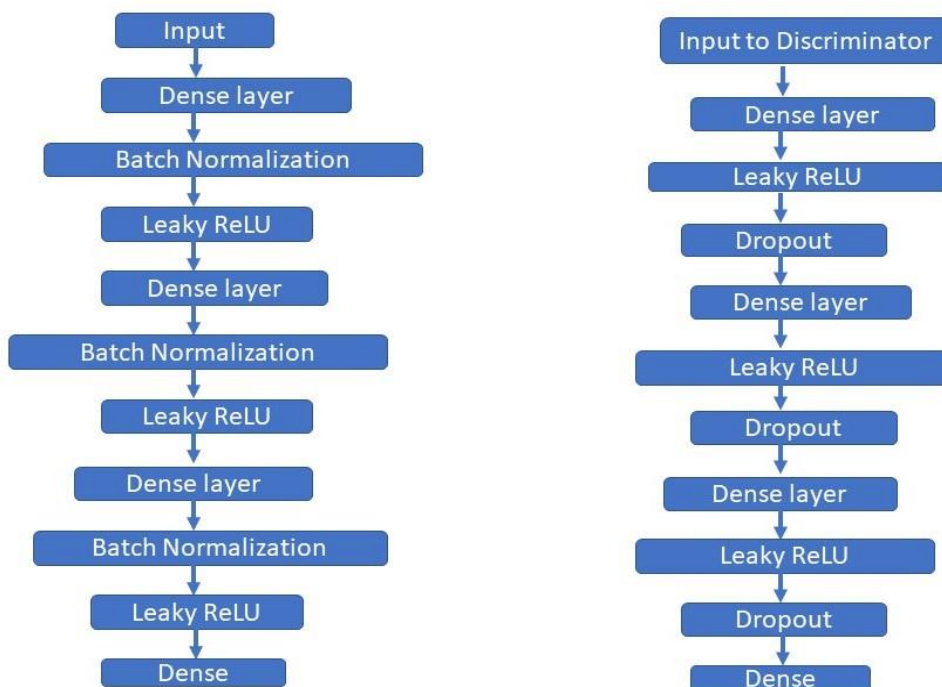 Input
Dense layer
Batch Normalization
Leaky ReLU
Dense layer
Batch Normalization
Leaky ReLU
Dense layer
Batch Normalization
Leaky ReLU
Dense
Input to Discriminator
Dense layer
Leaky ReLU
Dropout
Dense layer
Leaky ReLU
Dropout
Dense layer
Leaky ReLU
Dropout
Dense